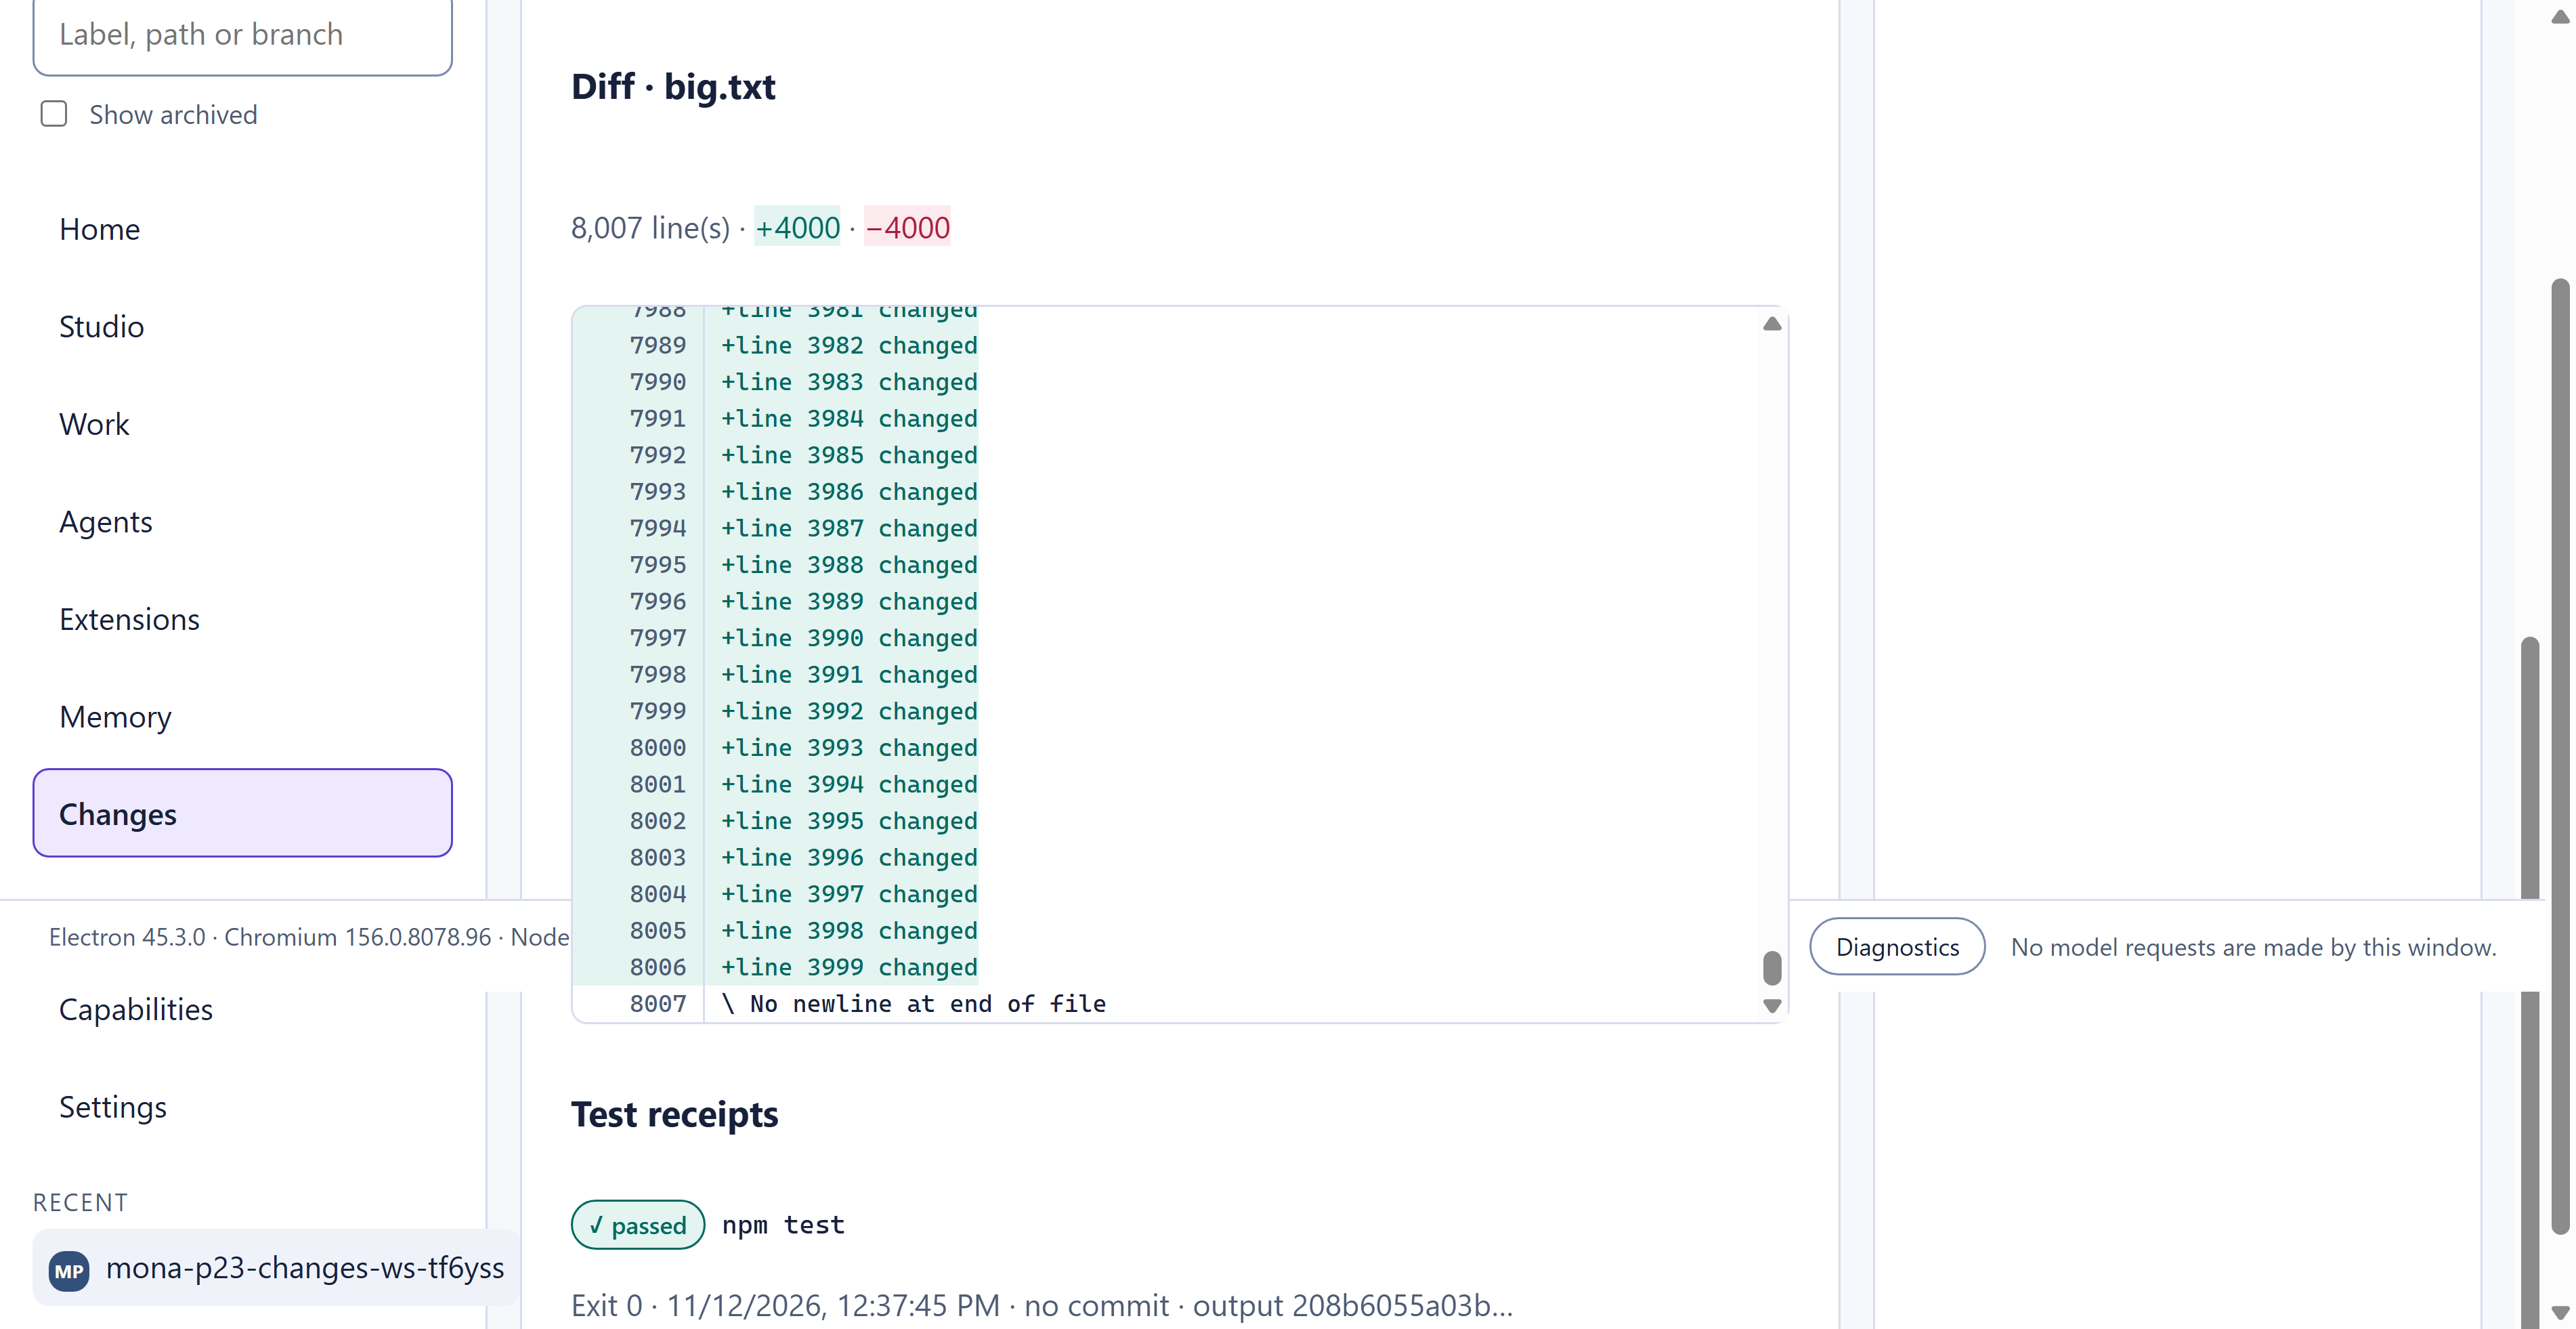 Label, path or branch
Show archived
Home
Studio
Work
Agents
Extensions
Memory
Changes
Electron 45.3.0 · Chromium 156.0.8078.96 · Node
Capabilities
Settings
RECENT
MP mona-p23-changes-ws-tf6yss
Diff · big.txt
8,007 line(s) · +4000 · −4000
7988 +line 3981 changed
7989 +line 3982 changed
7990 +line 3983 changed
7991 +line 3984 changed
7992 +line 3985 changed
7993 +line 3986 changed
7994 +line 3987 changed
7995 +line 3988 changed
7996 +line 3989 changed
7997 +line 3990 changed
7998 +line 3991 changed
7999 +line 3992 changed
8000 +line 3993 changed
8001 +line 3994 changed
8002 +line 3995 changed
8003 +line 3996 changed
8004 +line 3997 changed
8005 +line 3998 changed
8006 +line 3999 changed
8007 \ No newline at end of file
Test receipts
✓ passed npm test
Exit 0 · 11/12/2026, 12:37:45 PM · no commit · output 208b6055a03b…
Diagnostics
No model requests are made by this window.